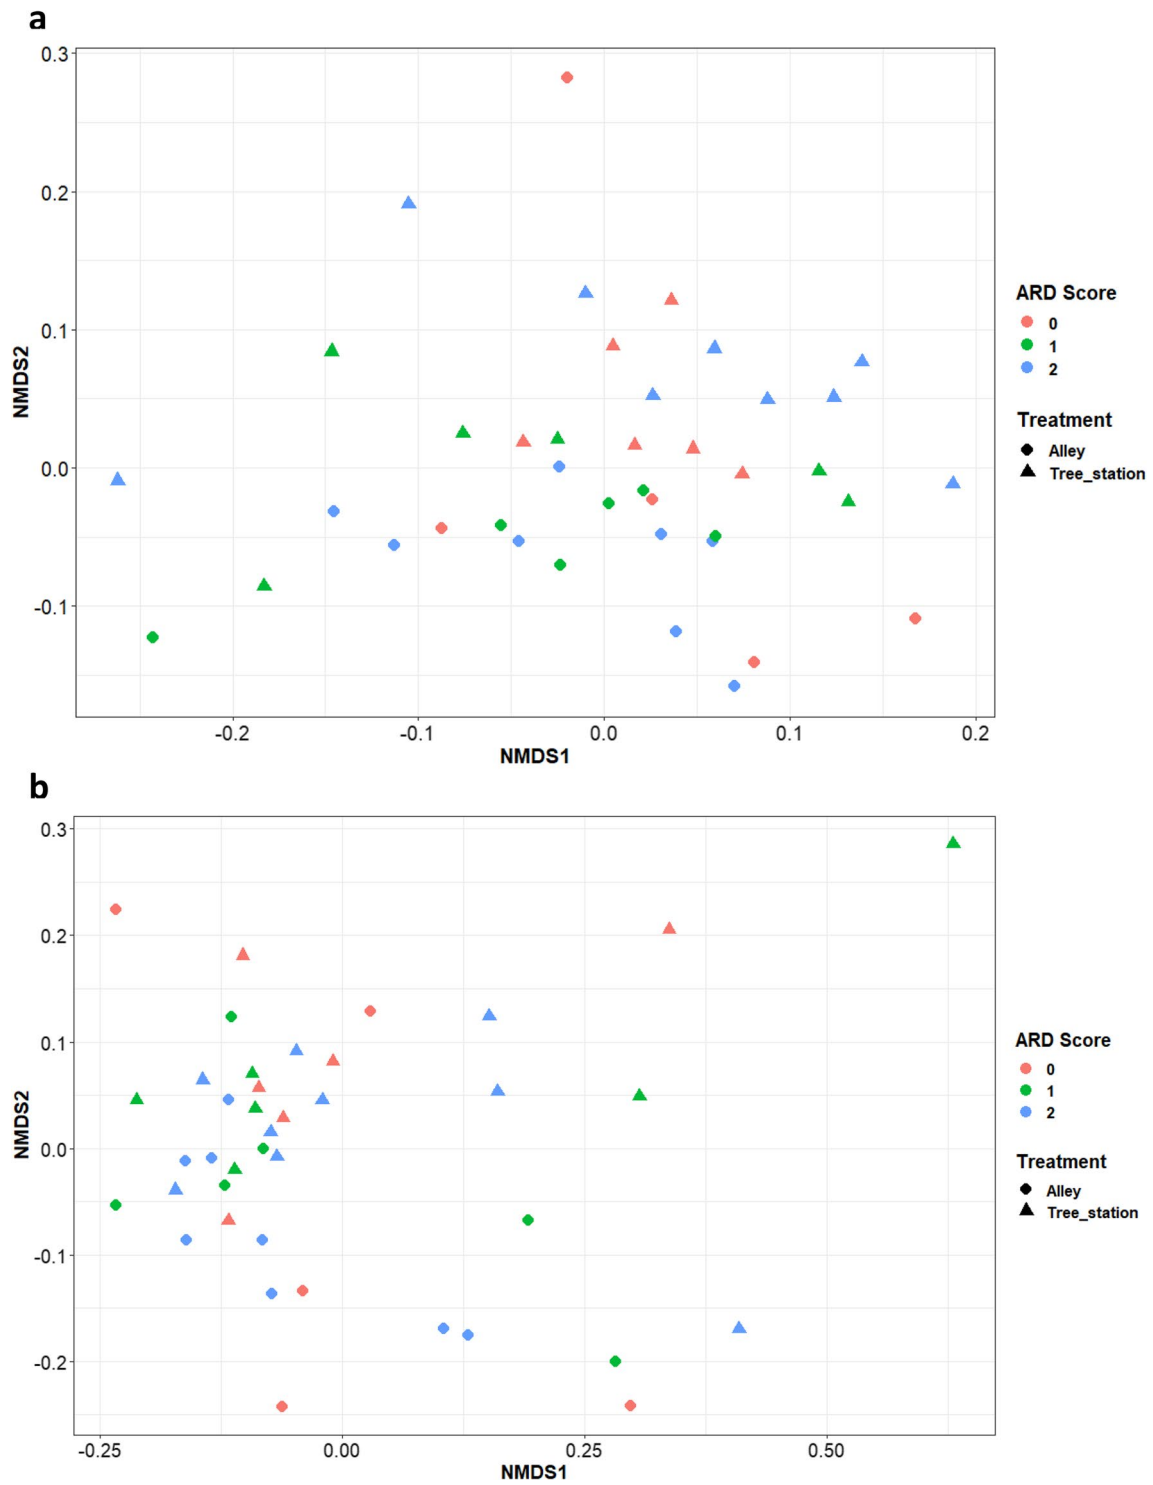 a
0.3
0.2
0.1
0.0
-0.1
NMDS2
-0.2
-0.1
0.0
0.1
0.2
NMDS1
ARD Score
0
1
2
Treatment
Alley
Tree_station
b
0.3
0.2
0.1
0.0
-0.1
-0.2
NMDS2
-0.25
0.00
0.25
0.50
NMDS1
ARD Score
0
1
2
Treatment
Alley
Tree_station